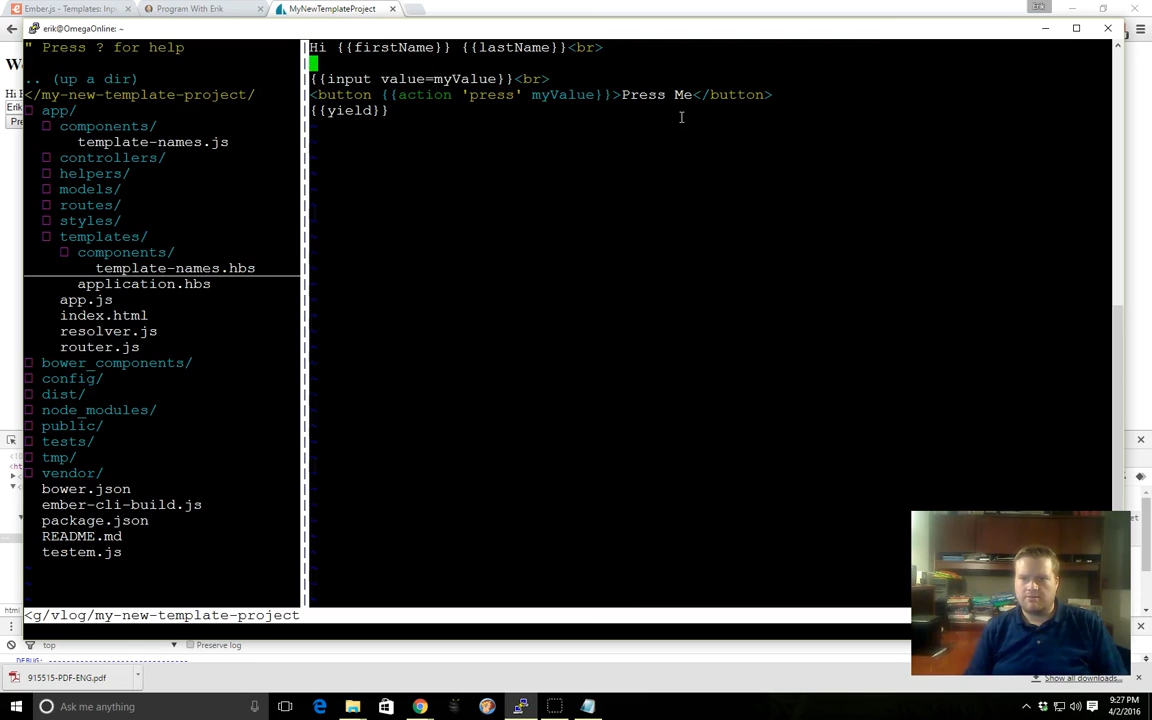 Ember.js - Templates: Inpu
Program With Erik
MyNewTemplateProject
Erik
erik@OmegaOnline: ~
" Press ? for help
.. (up a dir)
</my-new-template-project/
app/
components/
template-names.js
controllers/
helpers/
models/
routes/
styles/
templates/
components/
template-names.hbs
application.hbs
app.js
index.html
resolver.js
router.js
bower_components/
config/
dist/
node_modules/
public/
tests/
tmp/
vendor/
bower.json
ember-cli-build.js
package.json
README.md
testem.js
<g/vlog/my-new-template-project
Hi {{firstName}} {{lastName}}<br>
{{input value=myValue}}<br>
<button {{action 'press' myValue}}>Press Me</button>
{{yield}}
html
top
Preserve log
DEBUG: -------------------------------
915515-PDF-ENG.pdf
Show all downloads...
Ask me anything
9:27 PM
4/2/2016